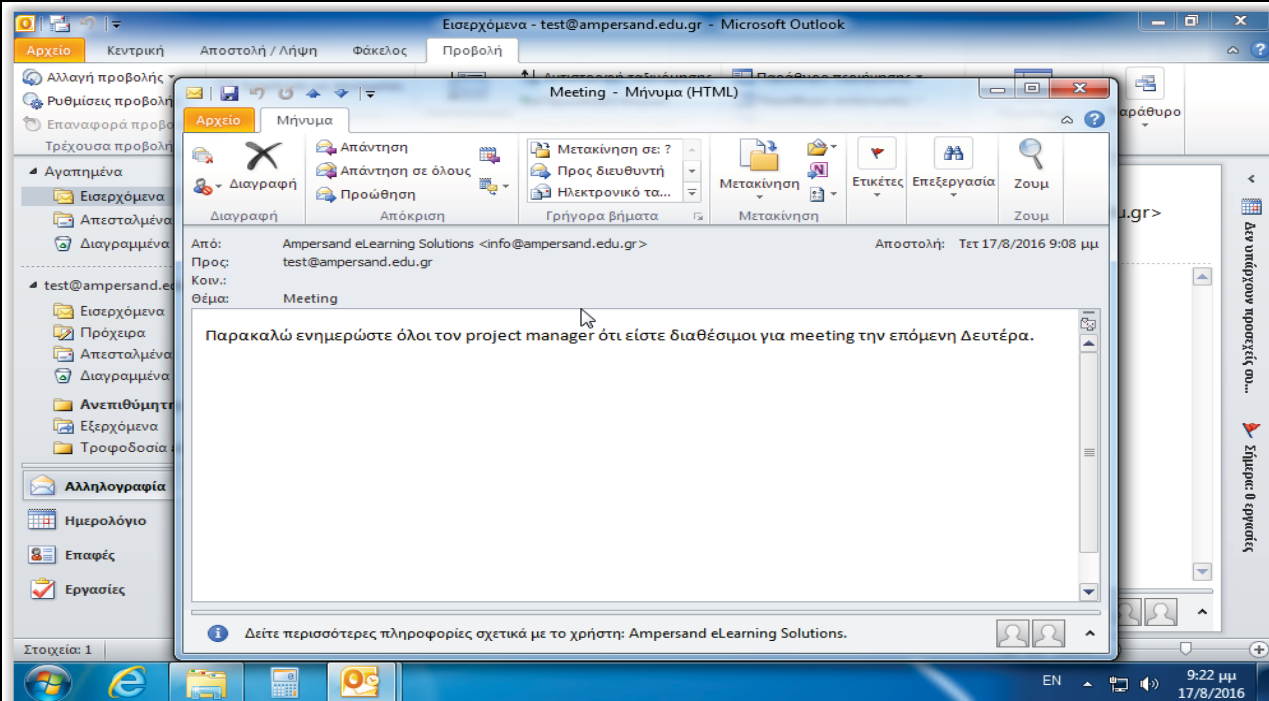 Εισερχόμενα - test@ampersand.edu.gr - Microsoft Outlook
Αρχείο Κεντρική Αποστολή / Λήψη Φάκελος Προβολή
Αλλαγή προβολής
Ρυθμίσεις προβολή
Επαναφορά προβο
Τρέχουσα προβολή
Αντιστροφή ταξινόμησης
Παράθυρο περιήγησης
αράθυρο
Αγαπημένα
Εισερχόμενα
Απεσταλμένα
Διαγραμμένα
test@ampersand.ed
Εισερχόμενα
Πρόχειρα
Απεσταλμένα
Διαγραμμένα
Ανεπιθύμητη
Εξερχόμενα
Τροφοδοσία
Αλληλογραφία
Ημερολόγιο
Επαφές
Εργασίες
Στοιχεία: 1
Meeting - Μήνυμα (HTML)
Αρχείο Μήνυμα
Διαγραφή
Διαγραφή
Απάντηση
Απάντηση σε όλους
Προώθηση
Απόκριση
Μετακίνηση σε: ?
Προς διευθυντή
Ηλεκτρονικό τα...
Γρήγορα βήματα
Μετακίνηση
Μετακίνηση
Ετικέτες
Επεξεργασία
Ζουμ
Ζουμ
Από: Ampersand eLearning Solutions <info@ampersand.edu.gr> Αποστολή: Τετ 17/8/2016 9:08 μμ
Προς: test@ampersand.edu.gr
Κοιν.:
Θέμα: Meeting
Παρακαλώ ενημερώστε όλοι τον project manager ότι είστε διαθέσιμοι για meeting την επόμενη Δευτέρα.
Δείτε περισσότερες πληροφορίες σχετικά με το χρήστη: Ampersand eLearning Solutions.
u.gr>
Δεν υπάρχουν προσεχείς συ...
Σήμερα: 0 εργασίες
EN
9:22 μμ
17/8/2016